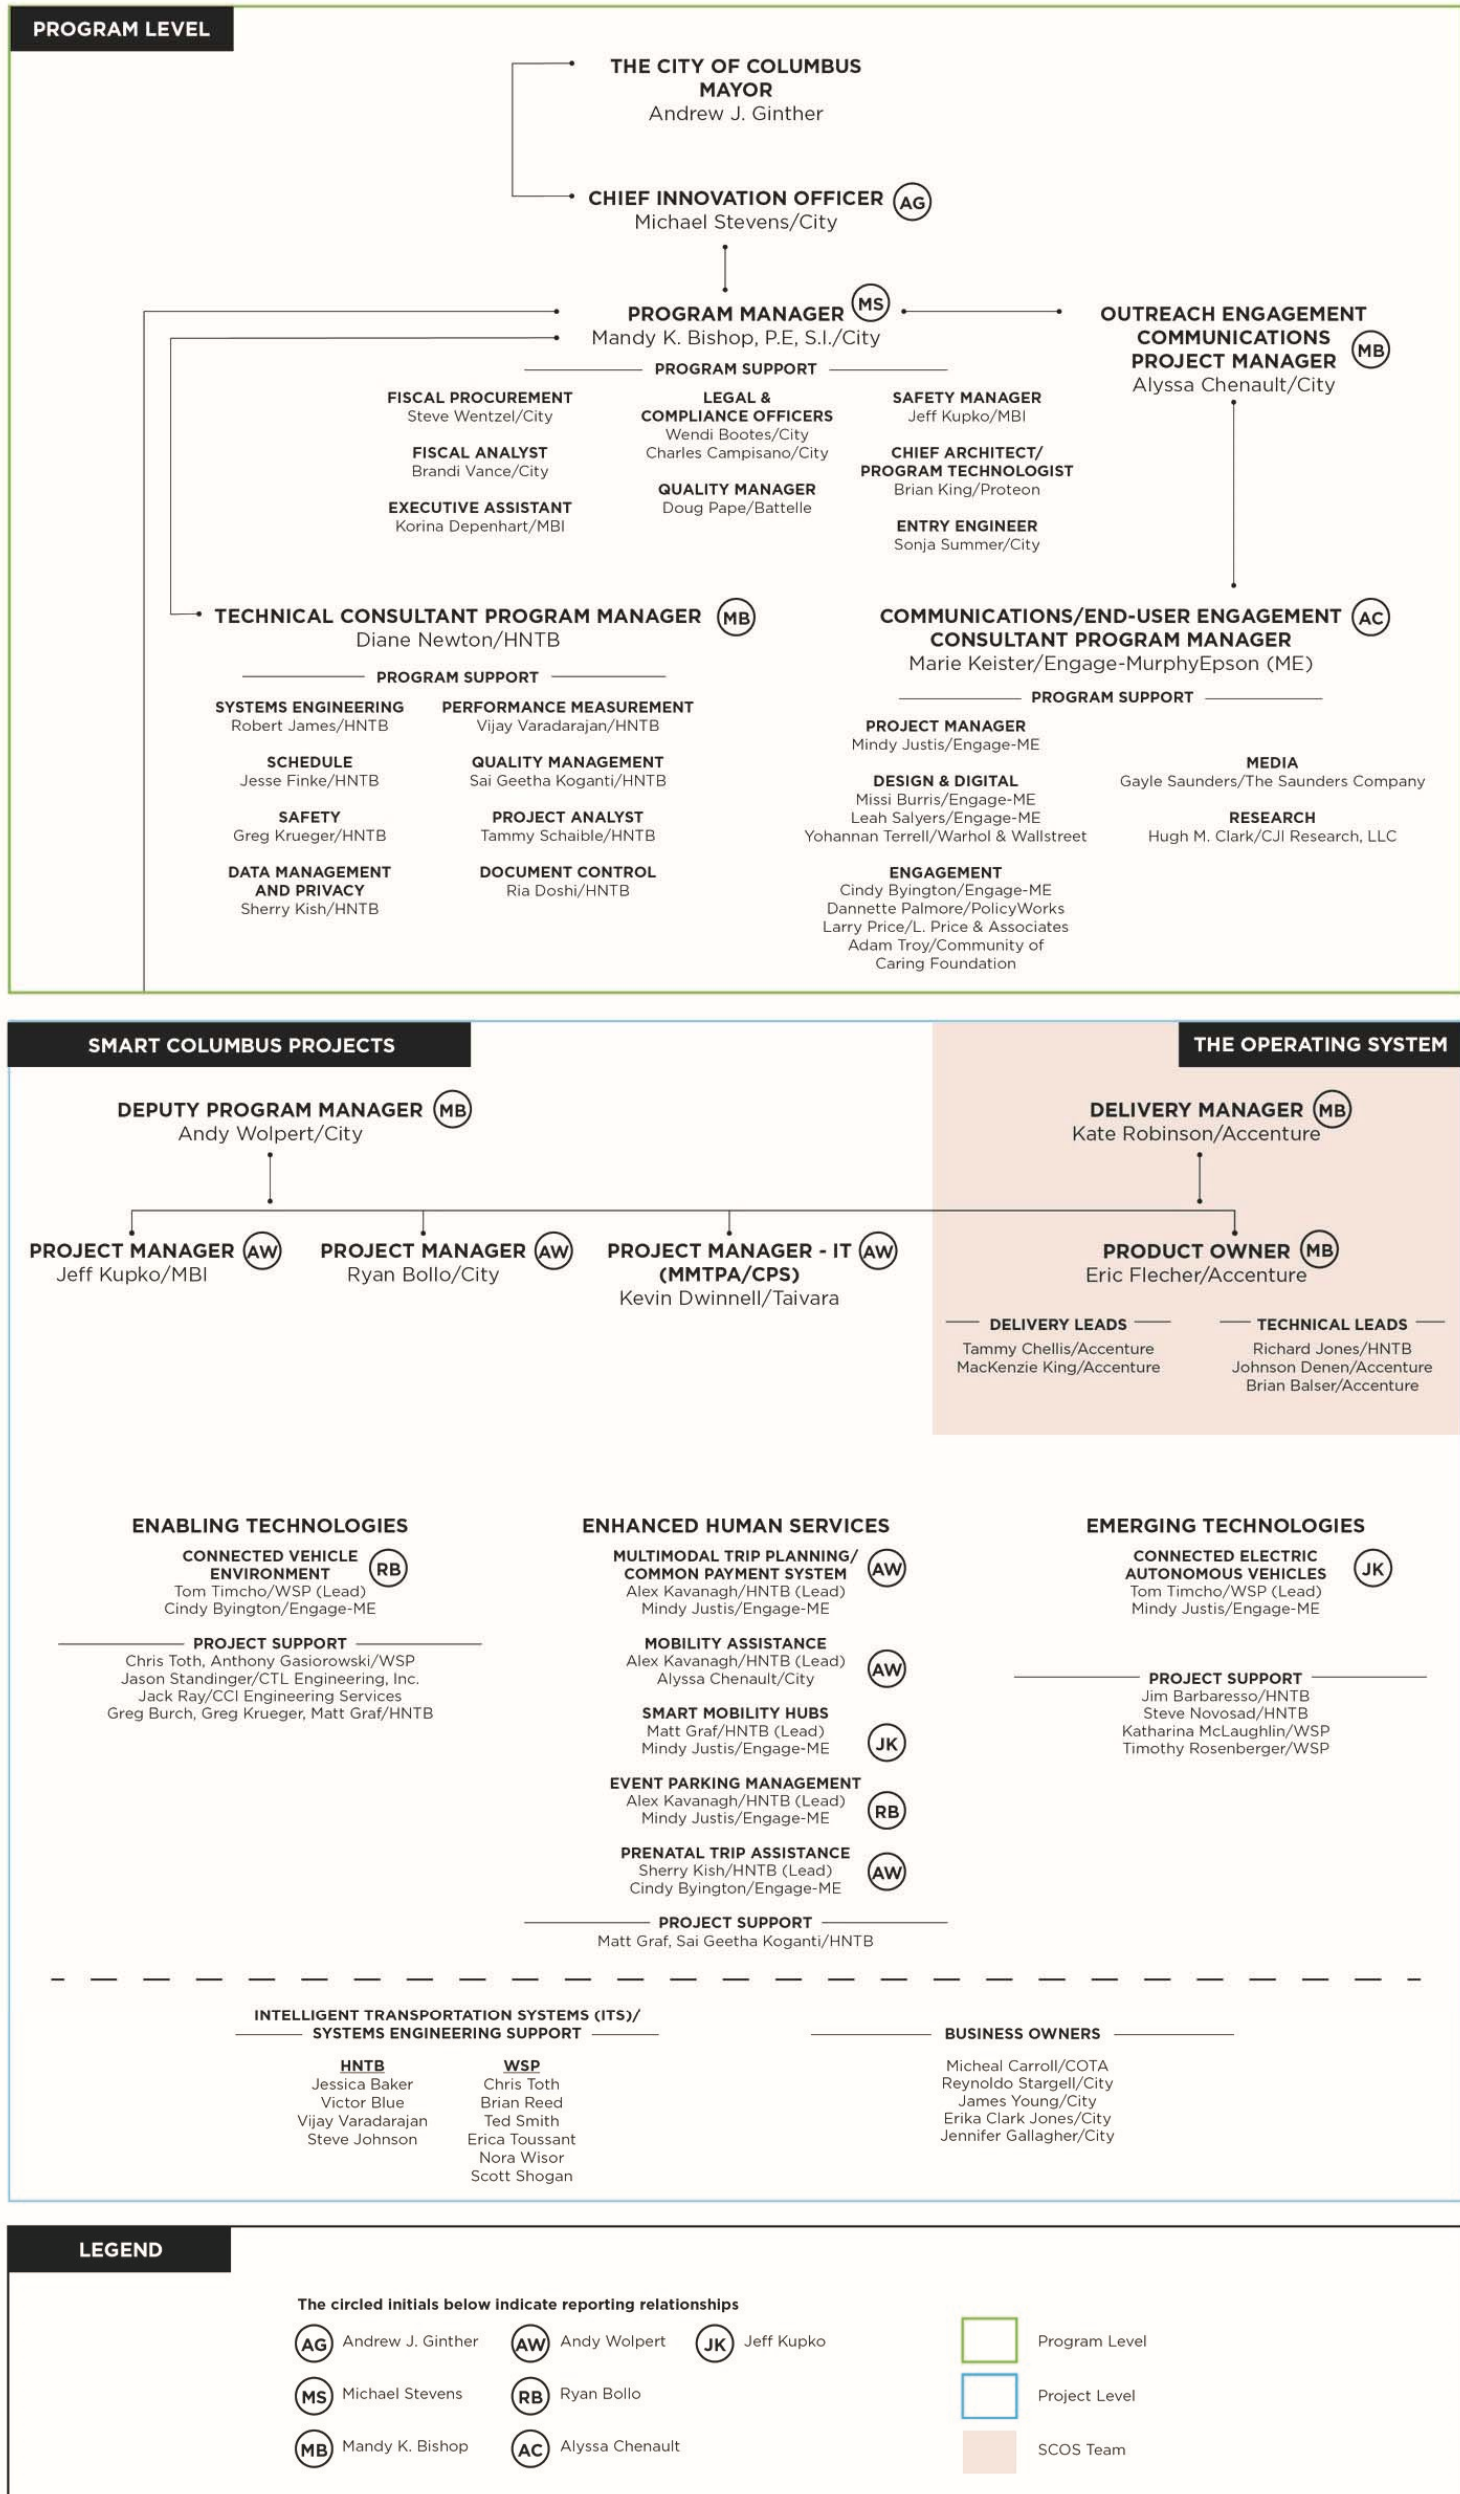 PROGRAM LEVEL
THE CITY OF COLUMBUS
MAYOR
Andrew J. Ginther
CHIEF INNOVATION OFFICER AG
Michael Stevens/City
PROGRAM MANAGER MS
Mandy K. Bishop, P.E, S.I./City
OUTREACH ENGAGEMENT
COMMUNICATIONS
PROJECT MANAGER MB
Alyssa Chenault/City
PROGRAM SUPPORT
FISCAL PROCUREMENT
Steve Wentzel/City
FISCAL ANALYST
Brandi Vance/City
EXECUTIVE ASSISTANT
Korina Depenhart/MBI
LEGAL &
COMPLIANCE OFFICERS
Wendi Bootes/City
Charles Campisano/City
QUALITY MANAGER
Doug Pape/Battelle
SAFETY MANAGER
Jeff Kupko/MBI
CHIEF ARCHITECT/
PROGRAM TECHNOLOGIST
Brian King/Proteon
ENTRY ENGINEER
Sonja Summer/City
TECHNICAL CONSULTANT PROGRAM MANAGER MB
Diane Newton/HNTB
PROGRAM SUPPORT
SYSTEMS ENGINEERING
Robert James/HNTB
SCHEDULE
Jesse Finke/HNTB
SAFETY
Greg Krueger/HNTB
DATA MANAGEMENT
AND PRIVACY
Sherry Kish/HNTB
PERFORMANCE MEASUREMENT
Vijay Varadarajan/HNTB
QUALITY MANAGEMENT
Sai Geetha Koganti/HNTB
PROJECT ANALYST
Tammy Schaible/HNTB
DOCUMENT CONTROL
Ria Doshi/HNTB
COMMUNICATIONS/END-USER ENGAGEMENT AC
CONSULTANT PROGRAM MANAGER
Marie Keister/Engage-MurphyEpson (ME)
PROGRAM SUPPORT
PROJECT MANAGER
Mindy Justis/Engage-ME
DESIGN & DIGITAL
Missi Burris/Engage-ME
Leah Salyers/Engage-ME
Yohannan Terrell/Warhol & Wallstreet
ENGAGEMENT
Cindy Byington/Engage-ME
Dannette Palmore/PolicyWorks
Larry Price/L. Price & Associates
Adam Troy/Community of
Caring Foundation
MEDIA
Gayle Saunders/The Saunders Company
RESEARCH
Hugh M. Clark/CJI Research, LLC
SMART COLUMBUS PROJECTS
THE OPERATING SYSTEM
DEPUTY PROGRAM MANAGER MB
Andy Wolpert/City
DELIVERY MANAGER MB
Kate Robinson/Accenture
PROJECT MANAGER AW
Jeff Kupko/MBI
PROJECT MANAGER AW
Ryan Bollo/City
PROJECT MANAGER - IT AW
(MMTPA/CPS)
Kevin Dwinnell/Taivara
PRODUCT OWNER MB
Eric Flecher/Accenture
DELIVERY LEADS
Tammy Chellis/Accenture
MacKenzie King/Accenture
TECHNICAL LEADS
Richard Jones/HNTB
Johnson Denen/Accenture
Brian Balser/Accenture
ENABLING TECHNOLOGIES
CONNECTED VEHICLE
ENVIRONMENT RB
Tom Timcho/WSP (Lead)
Cindy Byington/Engage-ME
PROJECT SUPPORT
Chris Toth, Anthony Gasiorowski/WSP
Jason Standinger/CTL Engineering, Inc.
Jack Ray/CCI Engineering Services
Greg Burch, Greg Krueger, Matt Graf/HNTB
ENHANCED HUMAN SERVICES
MULTIMODAL TRIP PLANNING/
COMMON PAYMENT SYSTEM AW
Alex Kavanagh/HNTB (Lead)
Mindy Justis/Engage-ME
MOBILITY ASSISTANCE
Alex Kavanagh/HNTB (Lead) AW
Alyssa Chenault/City
SMART MOBILITY HUBS
Matt Graf/HNTB (Lead) JK
Mindy Justis/Engage-ME
EVENT PARKING MANAGEMENT
Alex Kavanagh/HNTB (Lead) RB
Mindy Justis/Engage-ME
PRENATAL TRIP ASSISTANCE
Sherry Kish/HNTB (Lead) AW
Cindy Byington/Engage-ME
PROJECT SUPPORT
Matt Graf, Sai Geetha Koganti/HNTB
EMERGING TECHNOLOGIES
CONNECTED ELECTRIC
AUTONOMOUS VEHICLES JK
Tom Timcho/WSP (Lead)
Mindy Justis/Engage-ME
PROJECT SUPPORT
Jim Barbaresso/HNTB
Steve Novosad/HNTB
Katharina McLaughlin/WSP
Timothy Rosenberger/WSP
INTELLIGENT TRANSPORTATION SYSTEMS (ITS)/
SYSTEMS ENGINEERING SUPPORT
HNTB
Jessica Baker
Victor Blue
Vijay Varadarajan
Steve Johnson
WSP
Chris Toth
Brian Reed
Ted Smith
Erica Toussant
Nora Wisor
Scott Shogan
BUSINESS OWNERS
Micheal Carroll/COTA
Reynoldo Stargell/City
James Young/City
Erika Clark Jones/City
Jennifer Gallagher/City
LEGEND
The circled initials below indicate reporting relationships
AG Andrew J. Ginther
MS Michael Stevens
MB Mandy K. Bishop
AW Andy Wolpert
RB Ryan Bollo
AC Alyssa Chenault
JK Jeff Kupko
Program Level
Project Level
SCOS Team